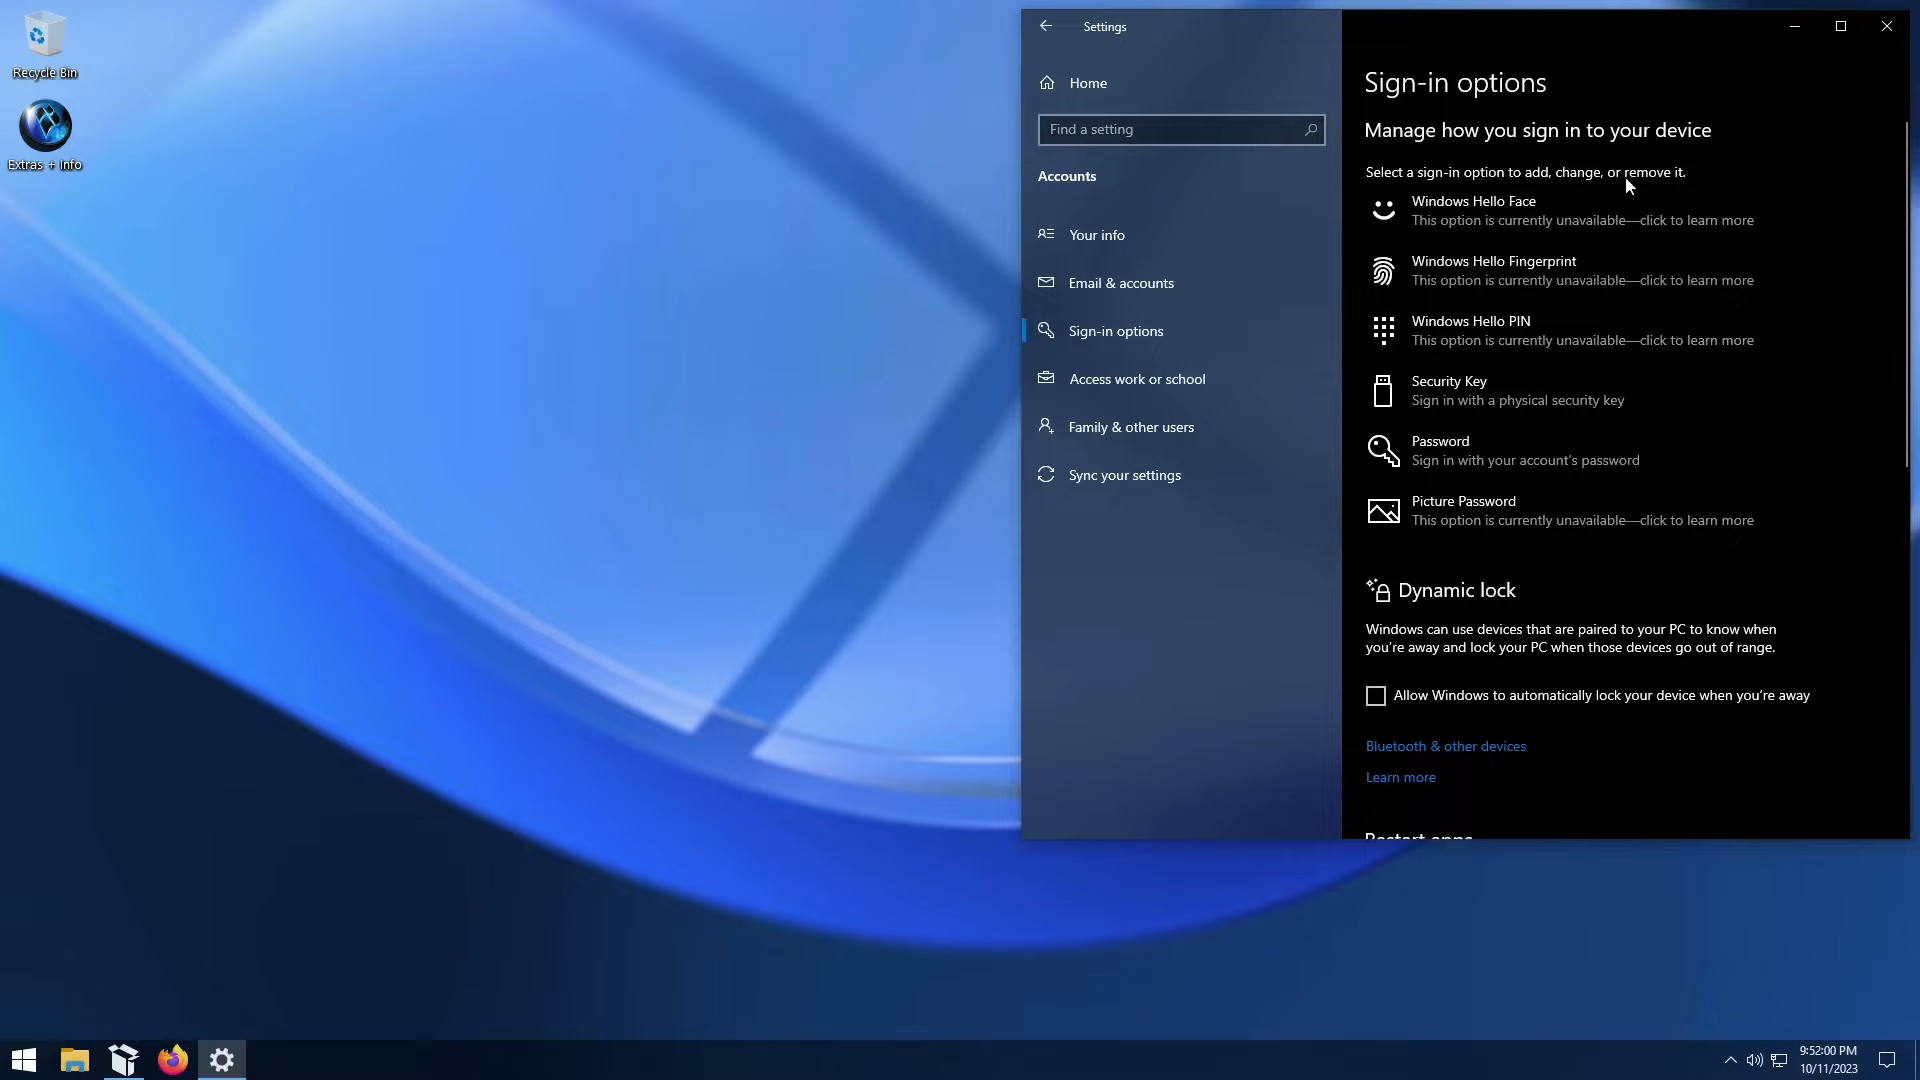 Recycle Bin
Extras + Info
Settings
Home
Find a setting
Accounts
Your info
Email & accounts
Sign-in options
Access work or school
Family & other users
Sync your settings
Sign-in options
Manage how you sign in to your device
Select a sign-in option to add, change, or remove it.
Windows Hello Face
This option is currently unavailable—click to learn more
Windows Hello Fingerprint
This option is currently unavailable—click to learn more
Windows Hello PIN
This option is currently unavailable—click to learn more
Security Key
Sign in with a physical security key
Password
Sign in with your account's password
Picture Password
This option is currently unavailable—click to learn more
Dynamic lock
Windows can use devices that are paired to your PC to know when
you're away and lock your PC when those devices go out of range.
Allow Windows to automatically lock your device when you're away
Bluetooth & other devices
Learn more
Restart apps
9:52:00 PM
10/11/2023